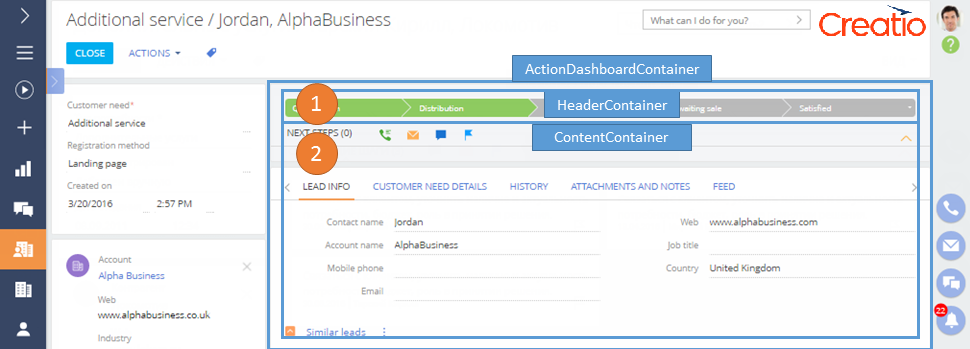 Additional service / Jordan, AlphaBusiness
What can I do for you?
Creatio
CLOSE
ACTIONS
?
ActionDashboardContainer
1
Distribution
HeaderContainer
waiting sale
Satisfied
Customer need*
Additional service
Registration method
Landing page
Created on
3/20/2016
2:57 PM
NEXT STEPS (0)
ContentContainer
2
LEAD INFO
CUSTOMER NEED DETAILS
HISTORY
ATTACHMENTS AND NOTES
FEED
Contact name
Jordan
Web
www.alphabusiness.com
Account name
AlphaBusiness
Job title
Mobile phone
Country
United Kingdom
Email
Similar leads
Account
Alpha Business
Web
www.alphabusiness.co.uk
Industry
22